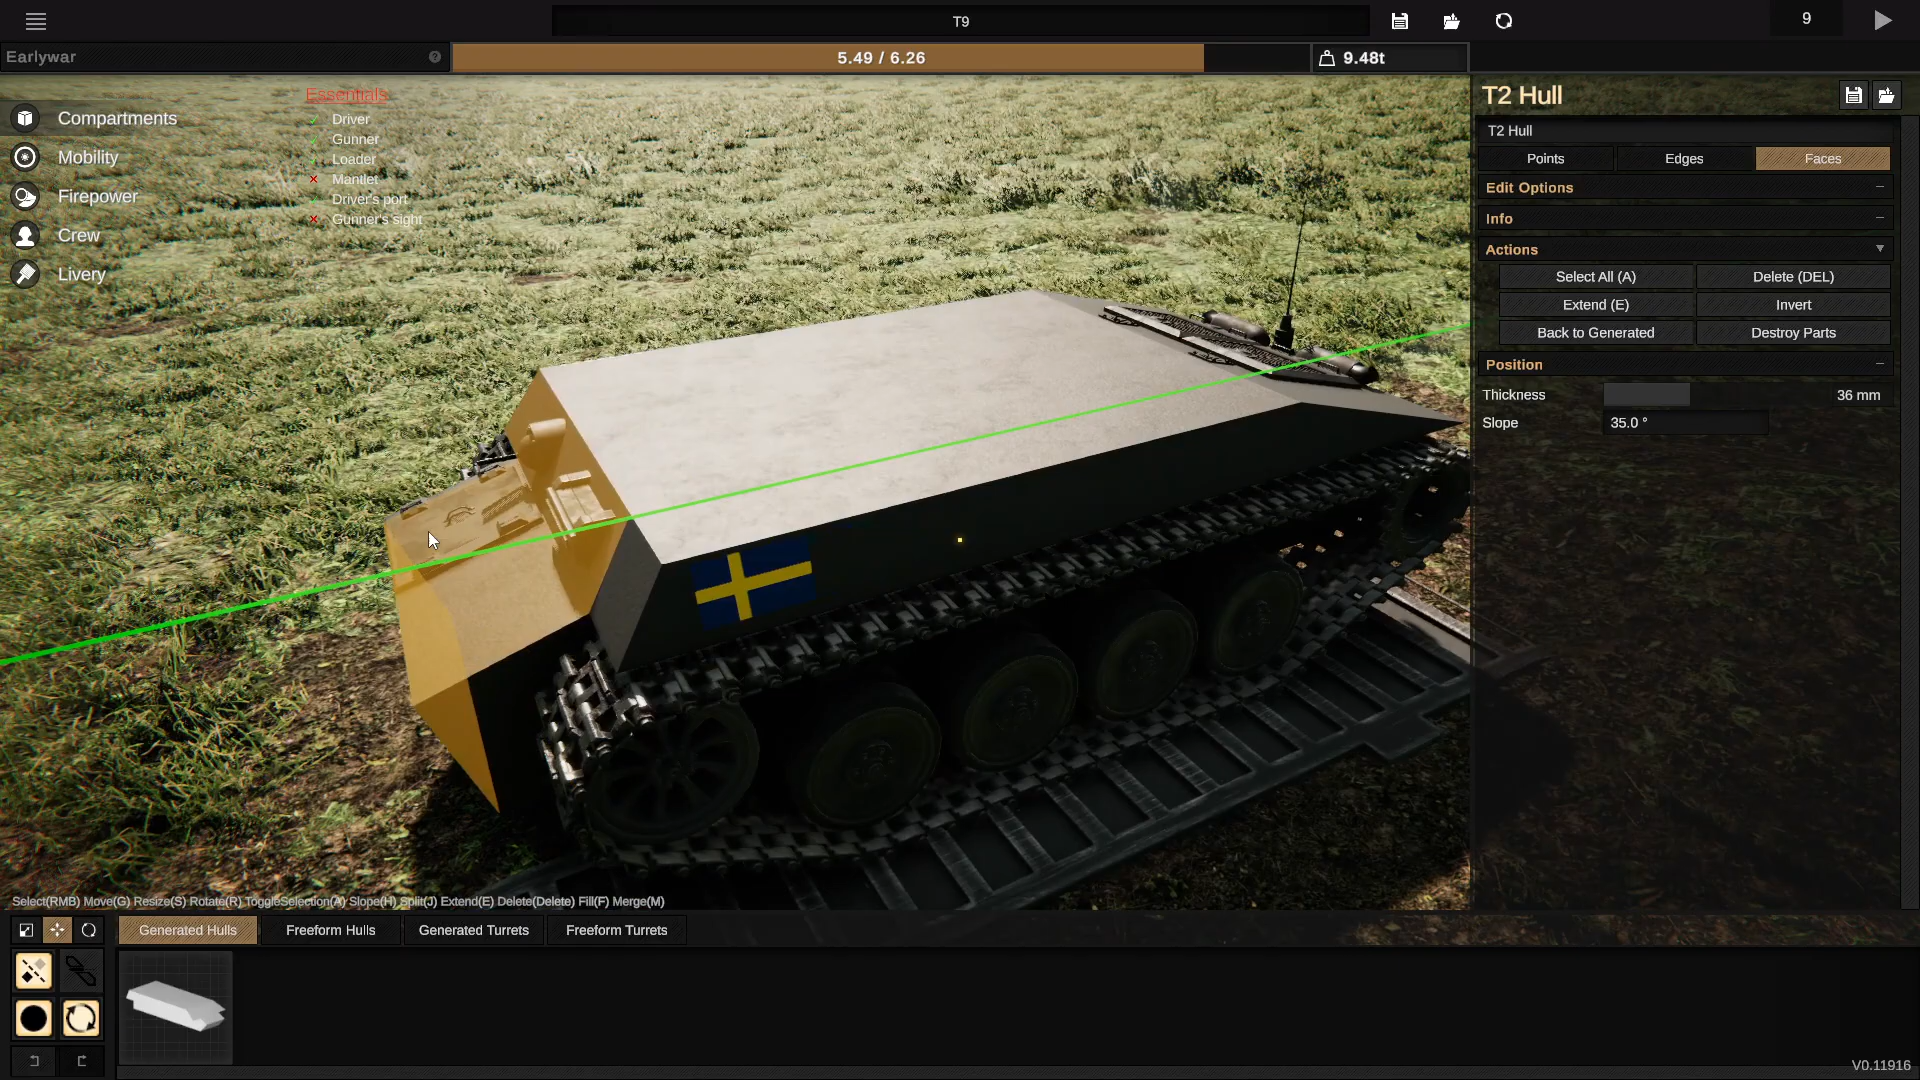 T9
9
Earlywar
5.49 / 6.26
9.48t
Compartments
Mobility
Firepower
Crew
Livery
Essentials
Driver
Gunner
Loader
Mantlet
Driver's port
Gunner's sight
T2 Hull
T2 Hull
Points Edges Faces
Edit Options
Info
Actions
Select All (A) Delete (DEL)
Extend (E) Invert
Back to Generated Destroy Parts
Position
Thickness 36 mm
Slope 35.0 °
Select(RMB) Move(G) Resize(S) Rotate(R) ToggleSelection(A) Slope(H) Split(J) Extend(E) Delete(Delete) Fill(F) Merge(M)
Generated Hulls Freeform Hulls Generated Turrets Freeform Turrets
V0.11916